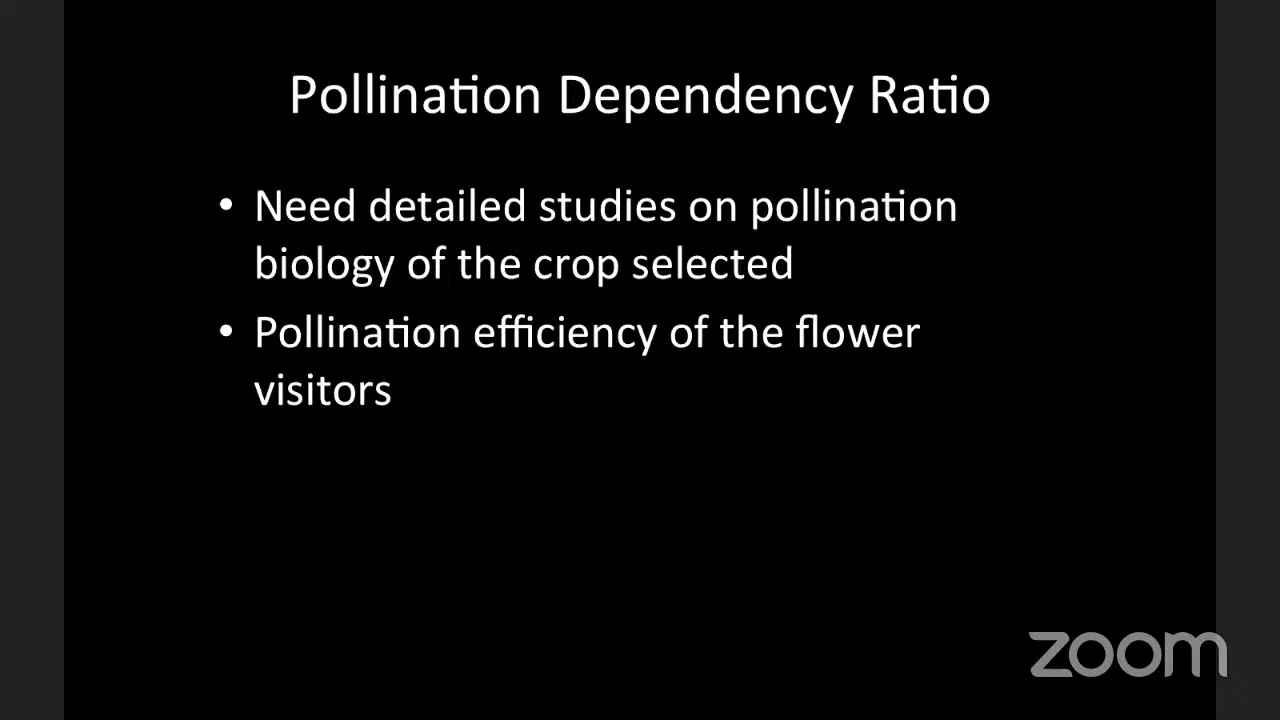 Pollination Dependency Ratio
• Need detailed studies on pollination
biology of the crop selected
• Pollination efficiency of the flower
visitors
zoom